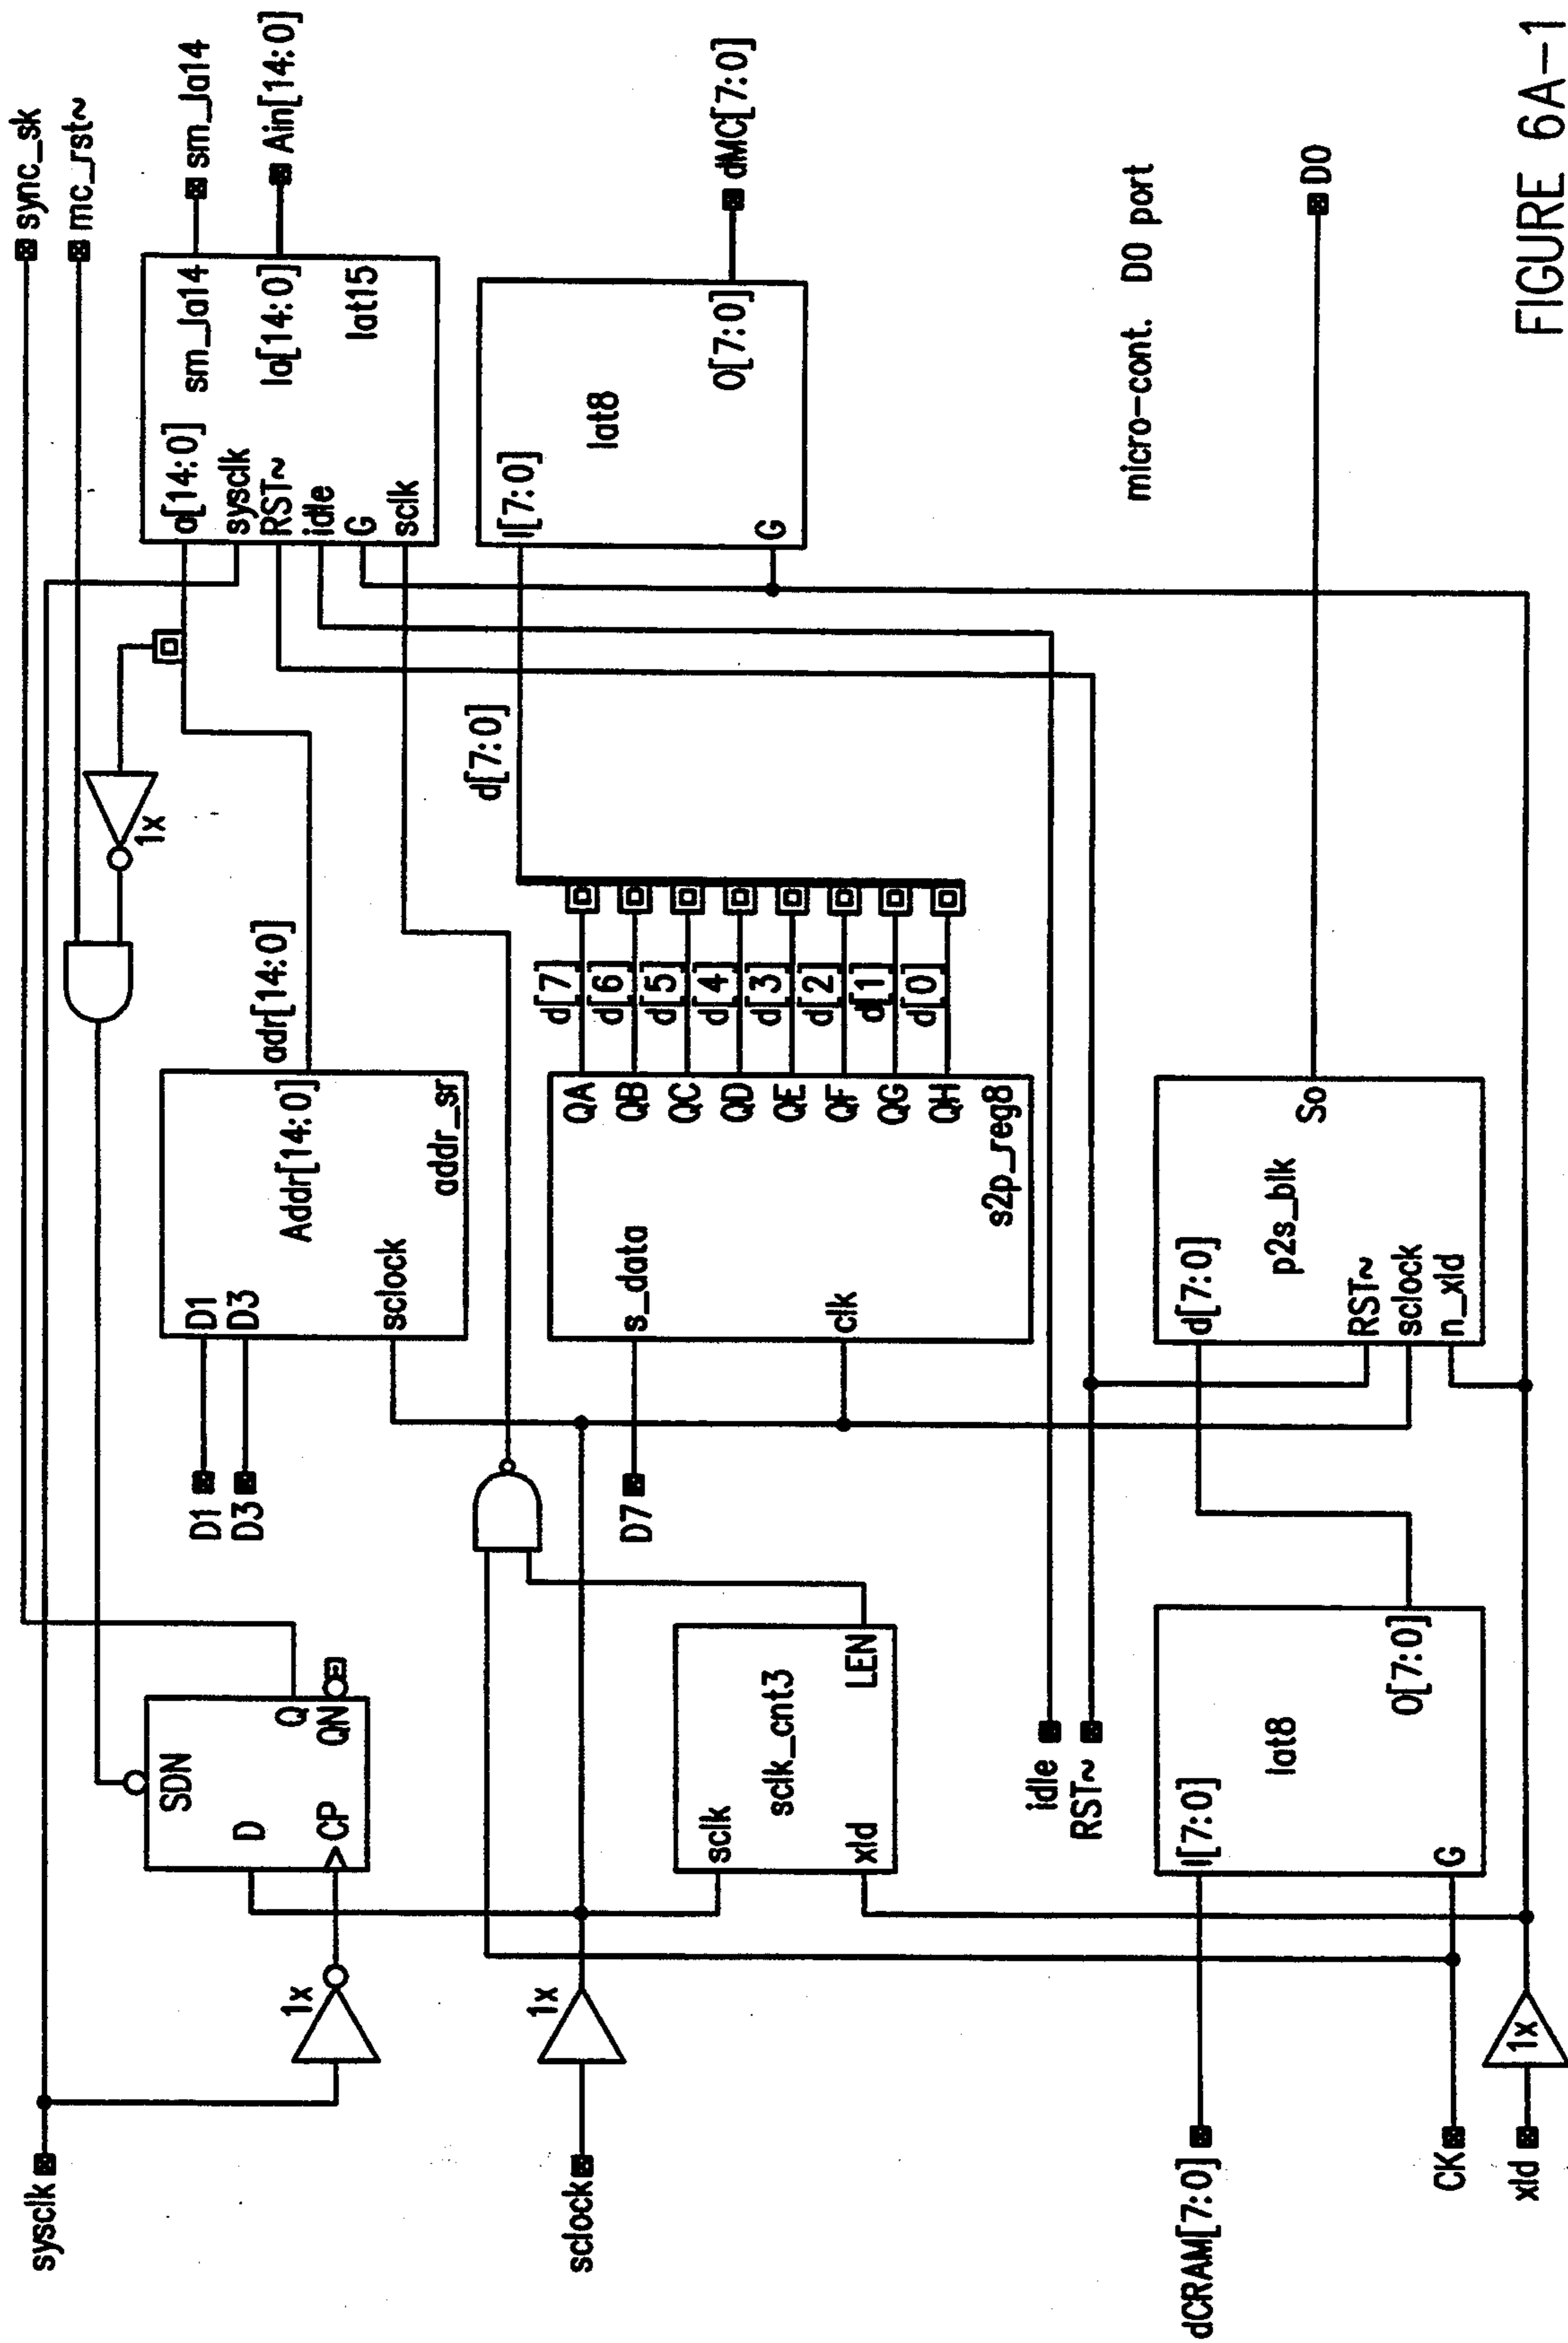 sysclk
sclock
dCRAM[7:0]
CK
xld
1x
1x
1x
SDN
D
CP
Q
QN
sclk
sclk_cnt3
xld
LEN
idle
RST~
I[7:0]
lat8
G
O[7:0]
D1
D3
D7
D1
D3
sclock
Addr[14:0]
addr_sr
adr[14:0]
s_data
clk
s2p_reg8
QA
QB
QC
QD
QE
QF
QG
QH
d[7]
d[6]
d[5]
d[4]
d[3]
d[2]
d[1]
d[0]
d[7:0]
d[7:0]
p2s_blk
RST~
sclock
n_xld
So
1x
a[14:0]
sysclk
RST~
idle
G
sclk
sm_la14
la[14:0]
lat15
I[7:0]
lat8
G
O[7:0]
sync_sk
mc_rst~
sm_la14
Ain[14:0]
dMC[7:0]
micro-cont. D0 port
D0
FIGURE 6A-1